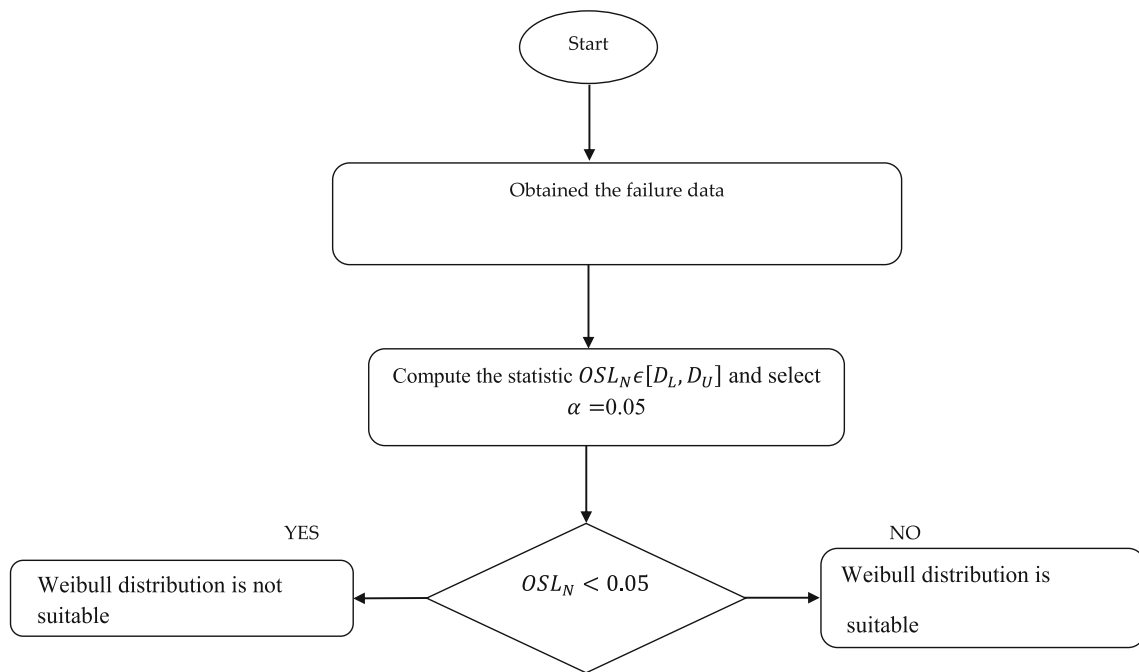 Start
Obtained the failure data
Compute the statistic OSL_N ϵ[D_L, D_U] and select
α =0.05
YES
NO
OSL_N < 0.05
Weibull distribution is not
suitable
Weibull distribution is
suitable